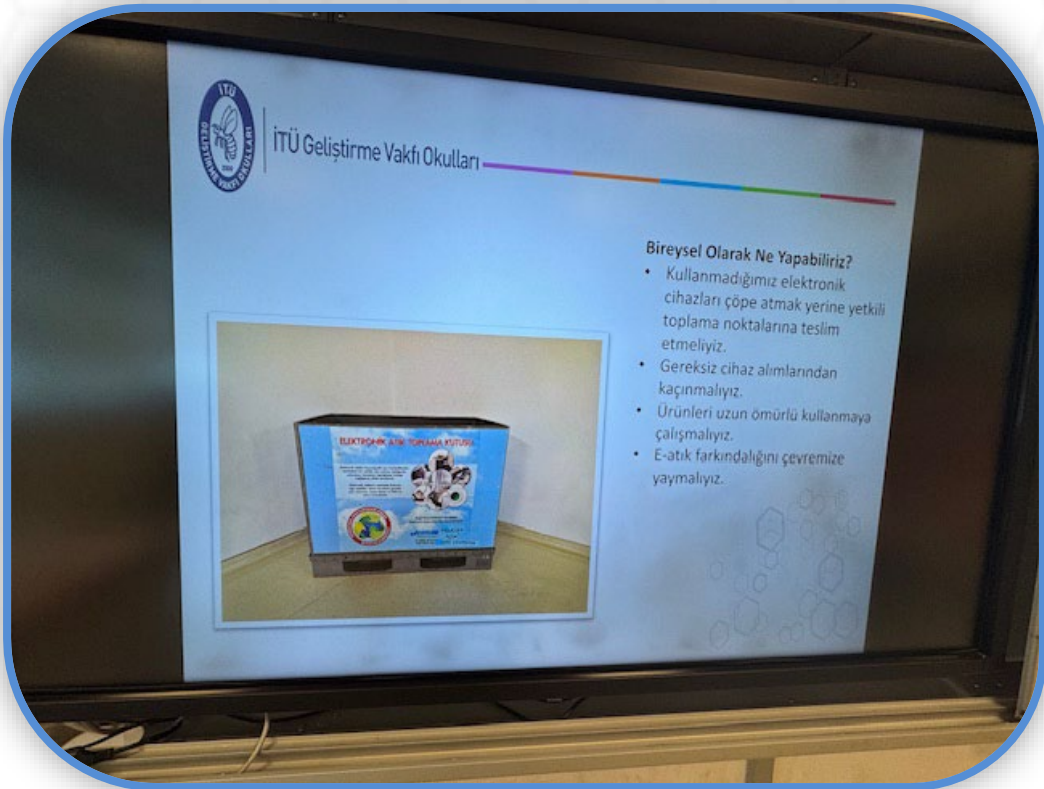 İTÜ
GELİŞTİRME VAKFI OKULLARI
İTÜ Geliştirme Vakfı Okulları
Bireysel Olarak Ne Yapabiliriz?
• Kullanmadığımız elektronik
cihazları çöpe atmak yerine yetkili
toplama noktalarına teslim
etmeliyiz.
• Gereksiz cihaz alımlarından
kaçınmalıyız.
• Ürünleri uzun ömürlü kullanmaya
çalışmalıyız.
• E-atık farkındalığını çevremize
yaymalıyız.
ELEKTRONİK ATIK TOPLAMA KUTUSU